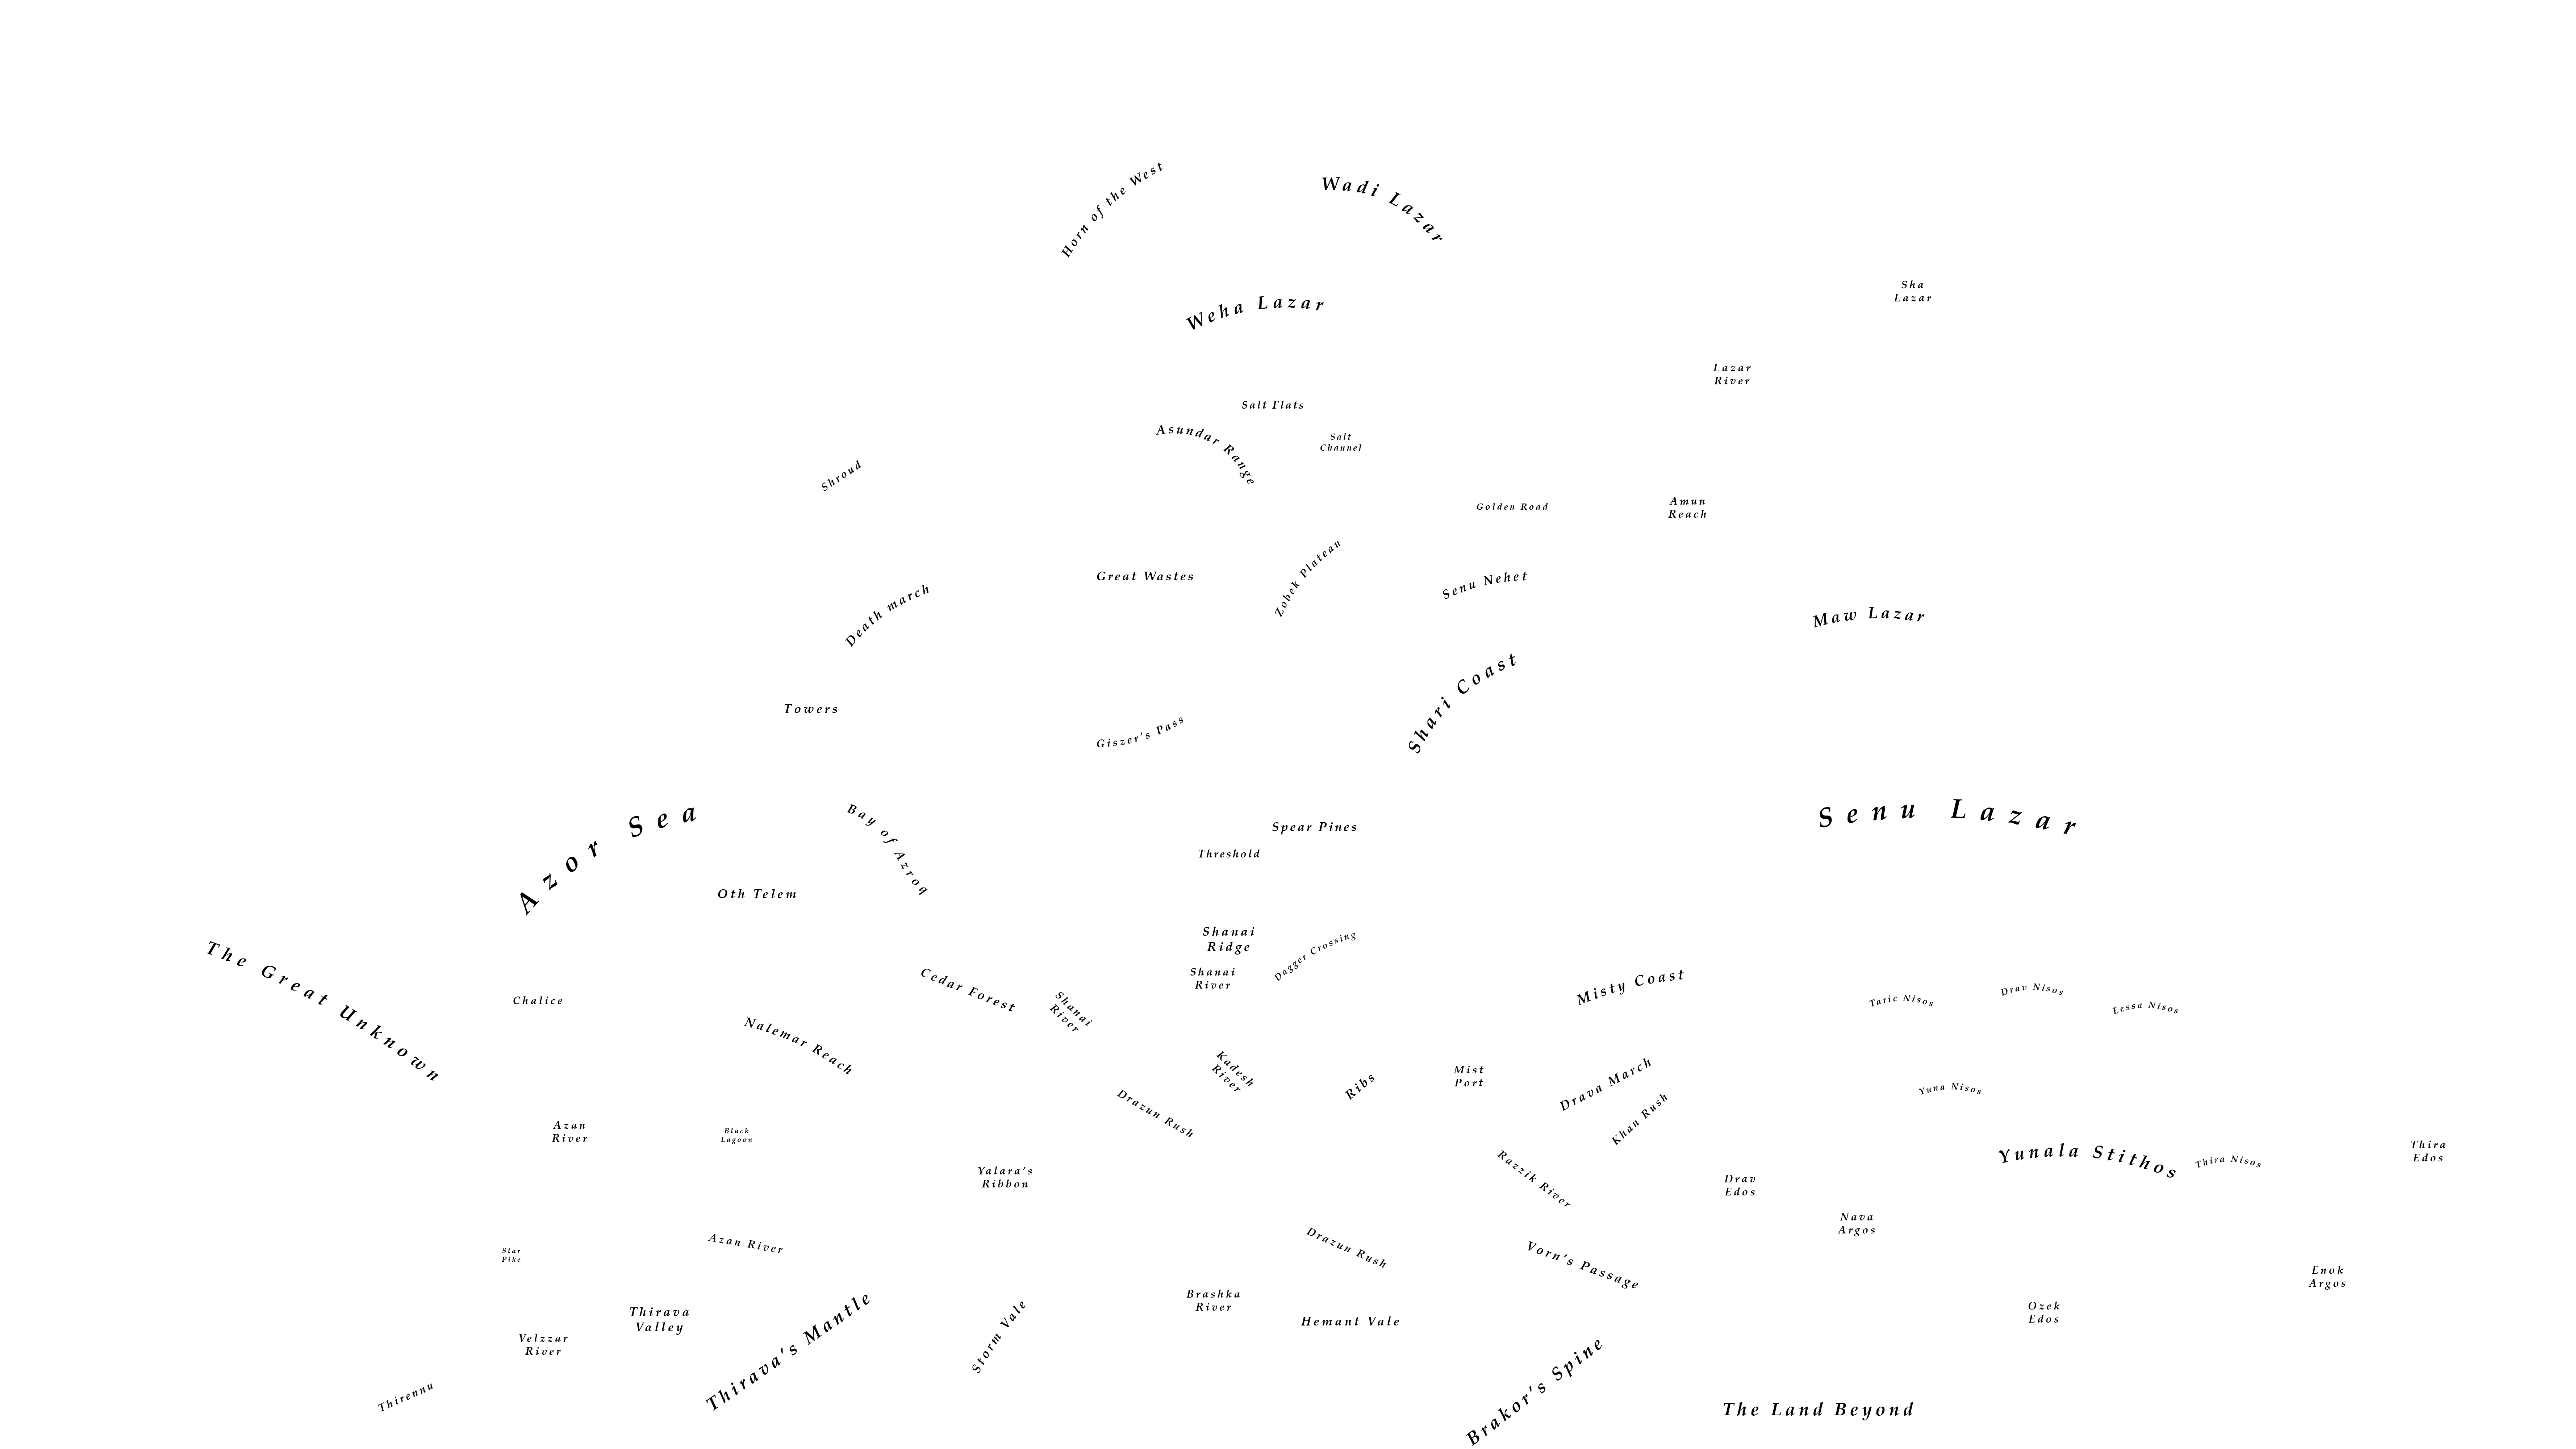 Horn of the West
Wadi Lazar
Sha
Lazar
Weha Lazar
Lazar
River
Salt Flats
Asundar Range
Salt
Channel
Shroud
Golden Road
Amun
Reach
Great Wastes
Zobek Plateau
Senu Nehet
Death march
Maw Lazar
Shari Coast
Towers
Giszer's Pass
Azor Sea
Bay of Azroq
Spear Pines
Senu Lazar
Threshold
Oth Telem
Shanai
Ridge
Dagger Crossing
The Great Unknown
Cedar Forest
Shanai
River
Misty Coast
Chalice
Shanai
River
Taric Nisos
Drav Nisos
Eessa Nisos
Nalemar Reach
Kadesh
River
Ribs
Mist
Port
Drava March
Yuna Nisos
Drazun Rush
Khan Rush
Azan
River
Black
Lagoon
Yunala Stithos
Thira Nisos
Thira
Edos
Yalara's
Ribbon
Razzik River
Drav
Edos
Nava
Argos
Star
Pike
Azan River
Drazun Rush
Vorn's Passage
Enok
Argos
Thirava
Valley
Brashka
River
Hemant Vale
Ozek
Edos
Velzzar
River
Thirava's Mantle
Storm Vale
Thirennu
Brakor's Spine
The Land Beyond